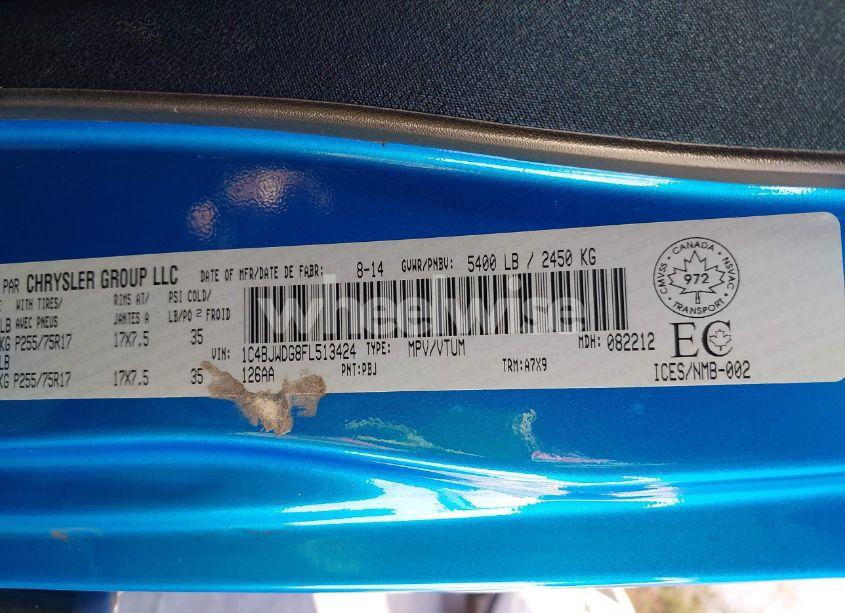 PAR CHRYSLER GROUP LLC DATE OF MFR/DATE DE FABR: 8-14 GVWR/PNBV: 5400 LB / 2450 KG
WITH TIRES/ RIMS AT/ PSI COLD/
LB AVEC PNEUS JANTES A LB/PO 2 FROID
KG P255/75R17 17X7.5 35
LB
KG P255/75R17 17X7.5 35
wheelwise
VIN: 1C4BJWDG8FL513424 TYPE: MPV/VTUM MDH: 082212
126AA PNT:PBJ TRM:A7X9
CMVSS · CANADA · NSVAC
972
TRANSPORT
EC
ICES/NMB-002